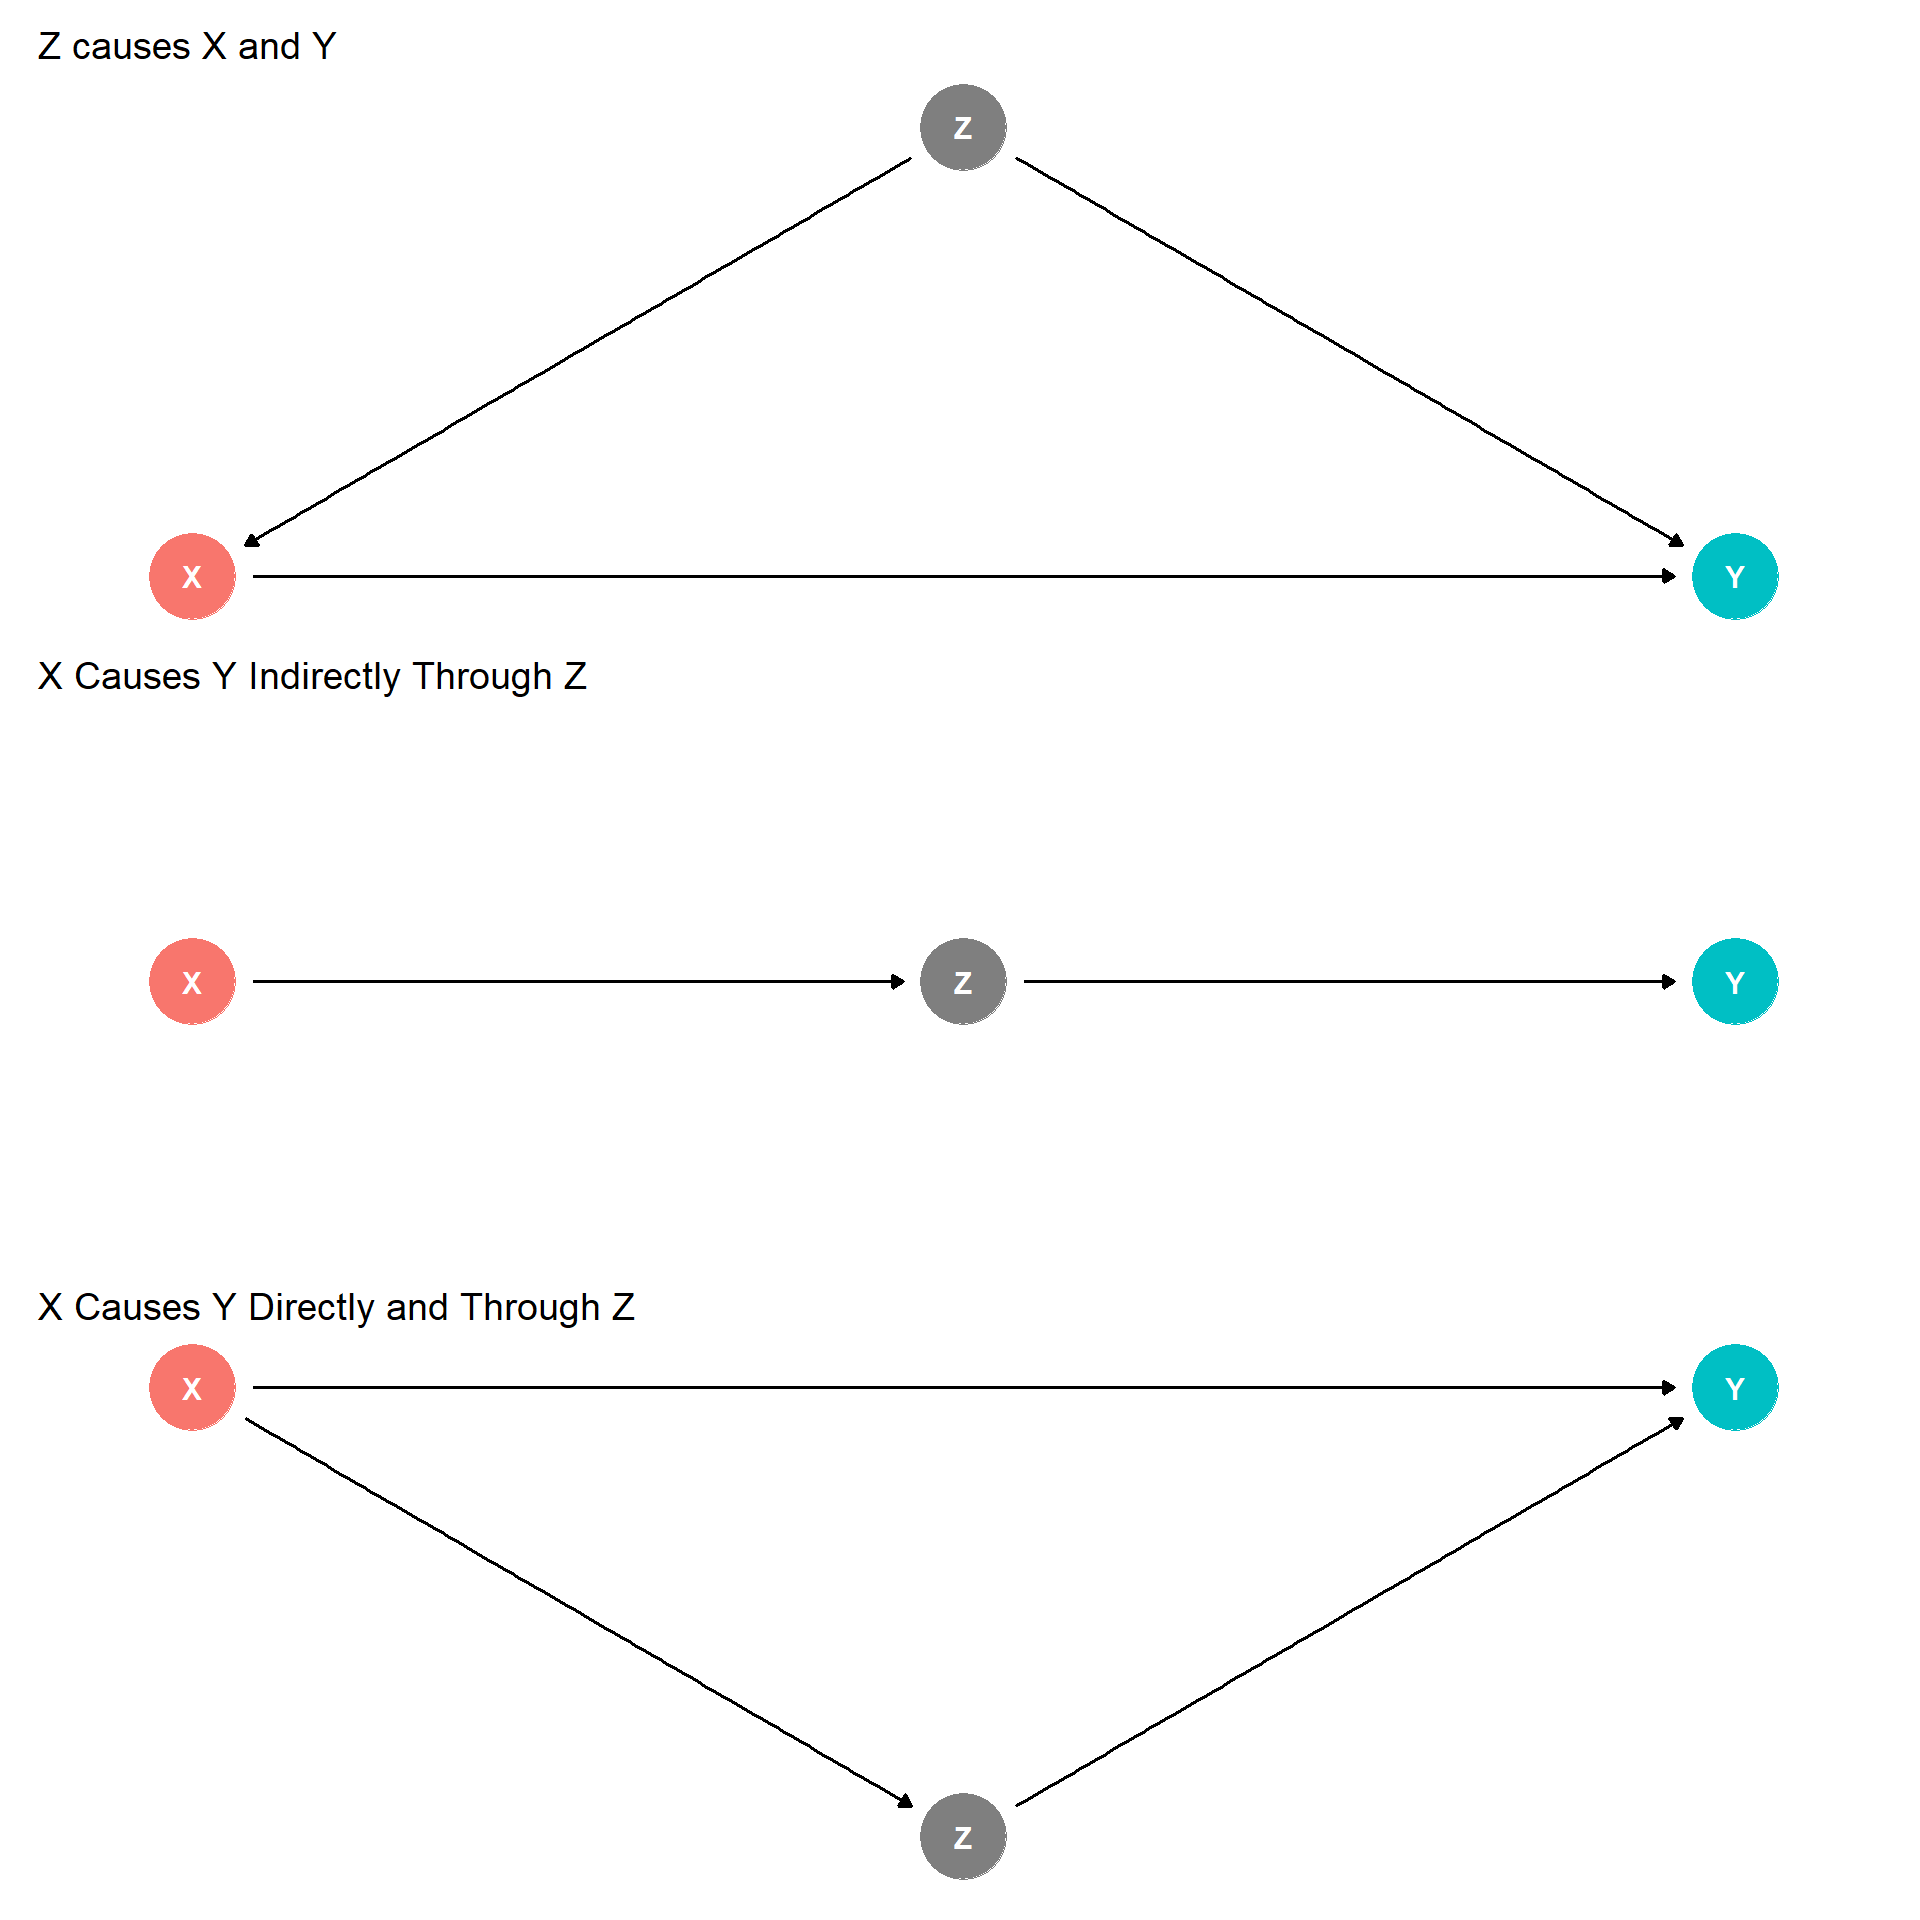 Z causes X and Y
Z
X
Y
X Causes Y Indirectly Through Z
X
Z
Y
X Causes Y Directly and Through Z
X
Y
Z